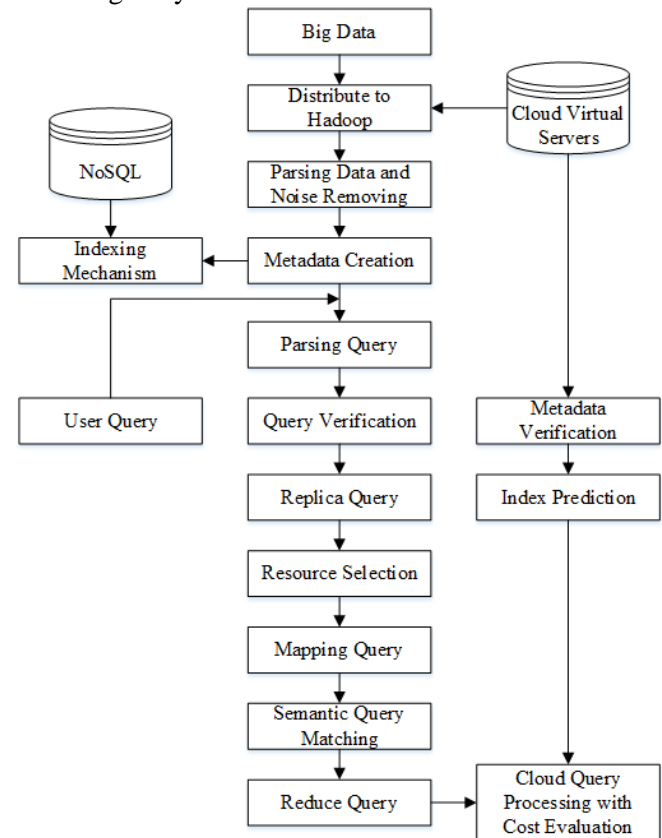 Big Data
Distribute to
Hadoop
Cloud Virtual
Servers
NoSQL
Parsing Data and
Noise Removing
Indexing
Mechanism
Metadata Creation
Parsing Query
User Query
Query Verification
Metadata
Verification
Replica Query
Index Prediction
Resource Selection
Mapping Query
Semantic Query
Matching
Reduce Query
Cloud Query
Processing with
Cost Evaluation